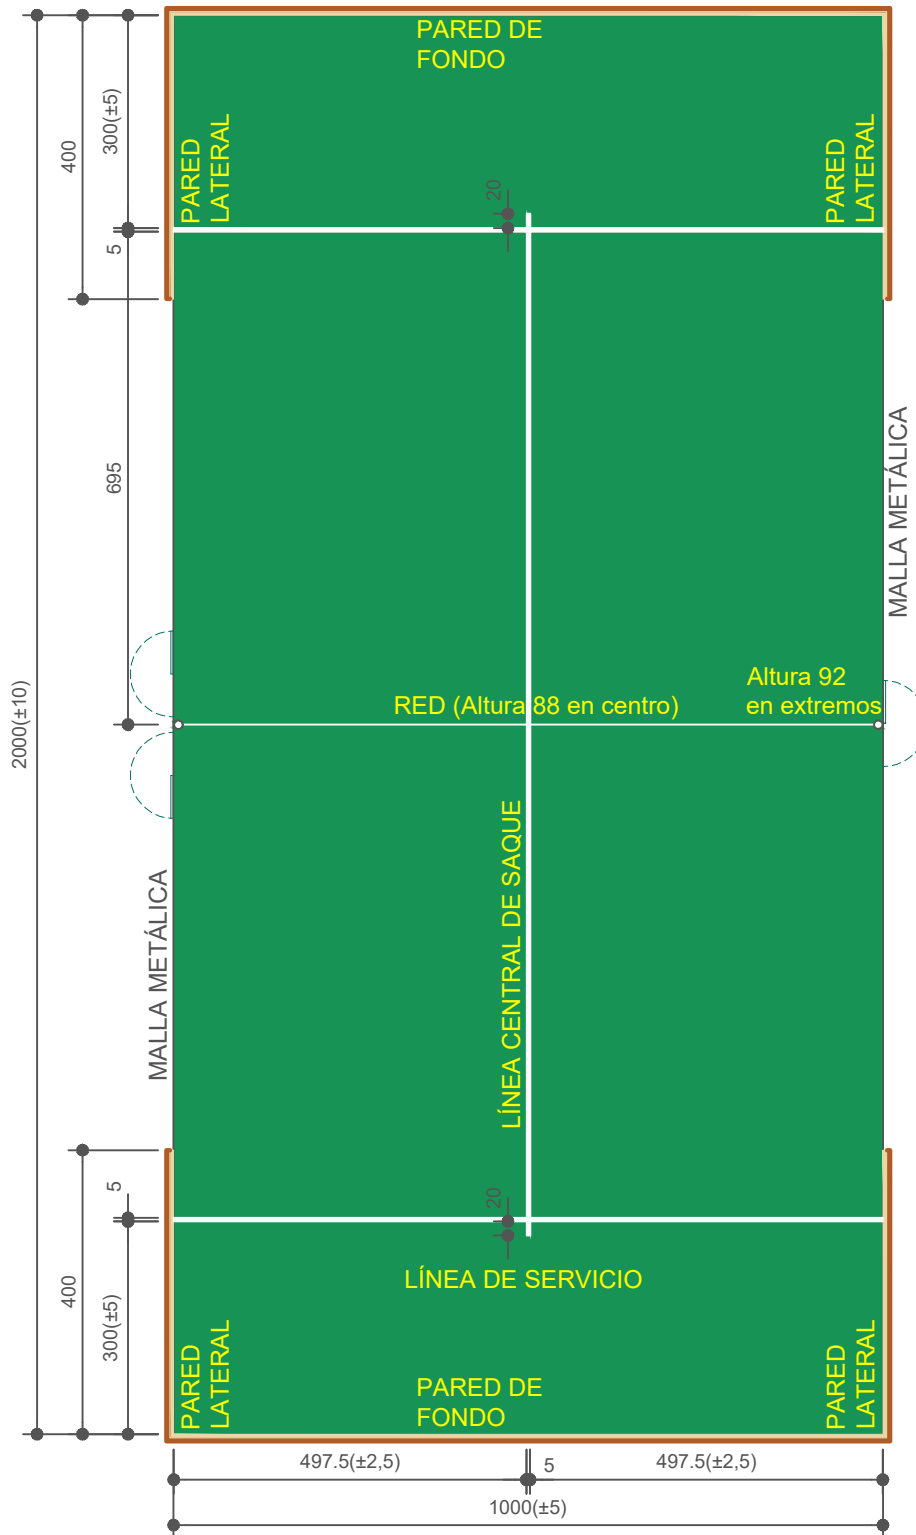 PARED DE
FONDO
300(±5)
400
PARED
LATERAL
PARED
LATERAL
20
5
695
MALLA METÁLICA
2000(±10)
Altura 92
en extremos
RED (Altura 88 en centro)
LÍNEA CENTRAL DE SAQUE
MALLA METÁLICA
5
20
400
300(±5)
LÍNEA DE SERVICIO
PARED
LATERAL
PARED DE
FONDO
PARED
LATERAL
497.5(±2,5)
5
497.5(±2,5)
1000(±5)